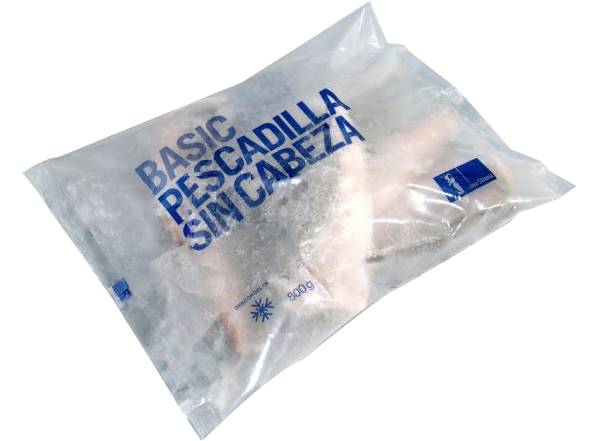 BASIC
PESCADILLA
SIN CABEZA
800g